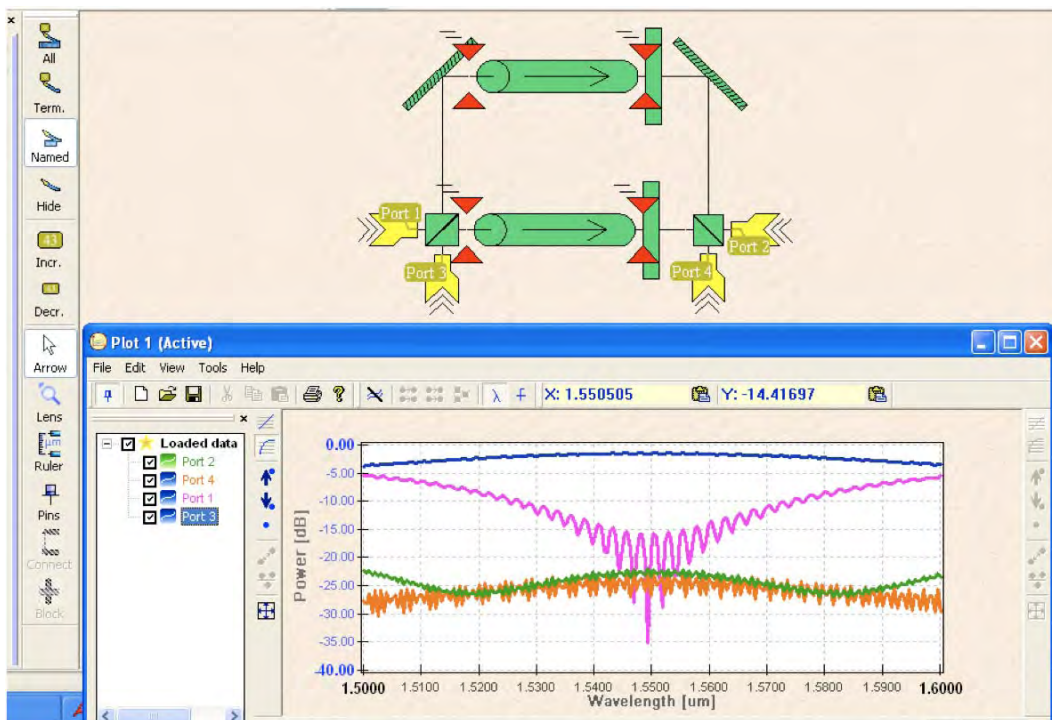 ×
All
Term.
Named
Hide
43
Incr.
Decr.
Arrow
Lens
µm
Ruler
Pins
Connect
Block
Port 1
Port 3
Port 2
Port 4
Plot 1 (Active)
File Edit View Tools Help
λ f X: 1.550505 Y: -14.41697
×
Loaded data
Port 2
Port 4
Port 1
Port 3
Power [dB]
0.00
-5.00
-10.00
-15.00
-20.00
-25.00
-30.00
-35.00
-40.00
1.5000 1.5100 1.5200 1.5300 1.5400 1.5500 1.5600 1.5700 1.5800 1.5900 1.6000
Wavelength [um]